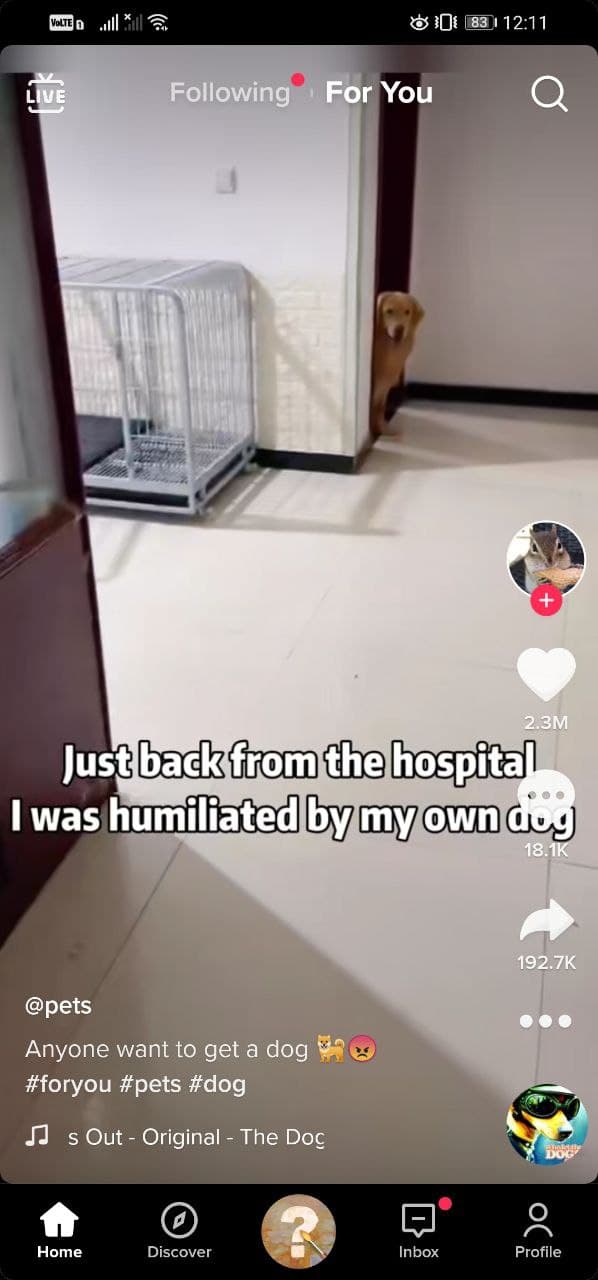 VoLTE 1
83
12:11
LIVE
Following
For You
Just back from the hospital
I was humiliated by my own dog
2.3M
18.1K
192.7K
@pets
Anyone want to get a dog 🐕😡
#foryou #pets #dog
s Out - Original - The Doc
DOG
?
Home
Discover
Inbox
Profile